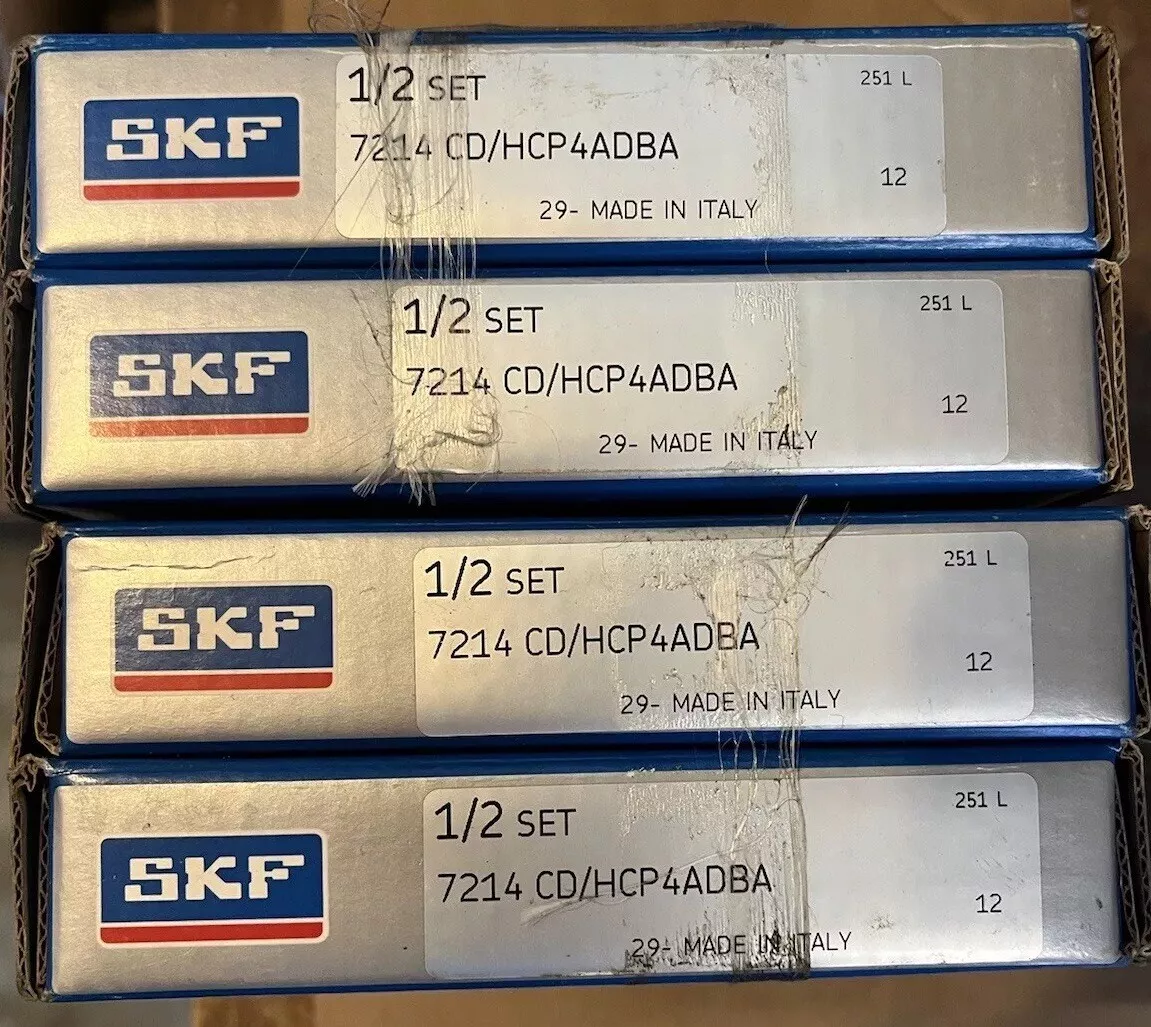 SKF
1/2 SET
251 L
7214 CD/HCP4ADBA
12
29- MADE IN ITALY
SKF
1/2 SET
251 L
7214 CD/HCP4ADBA
12
29- MADE IN ITALY
SKF
1/2 SET
251 L
7214 CD/HCP4ADBA
12
29- MADE IN ITALY
SKF
1/2 SET
251 L
7214 CD/HCP4ADBA
12
29- MADE IN ITALY